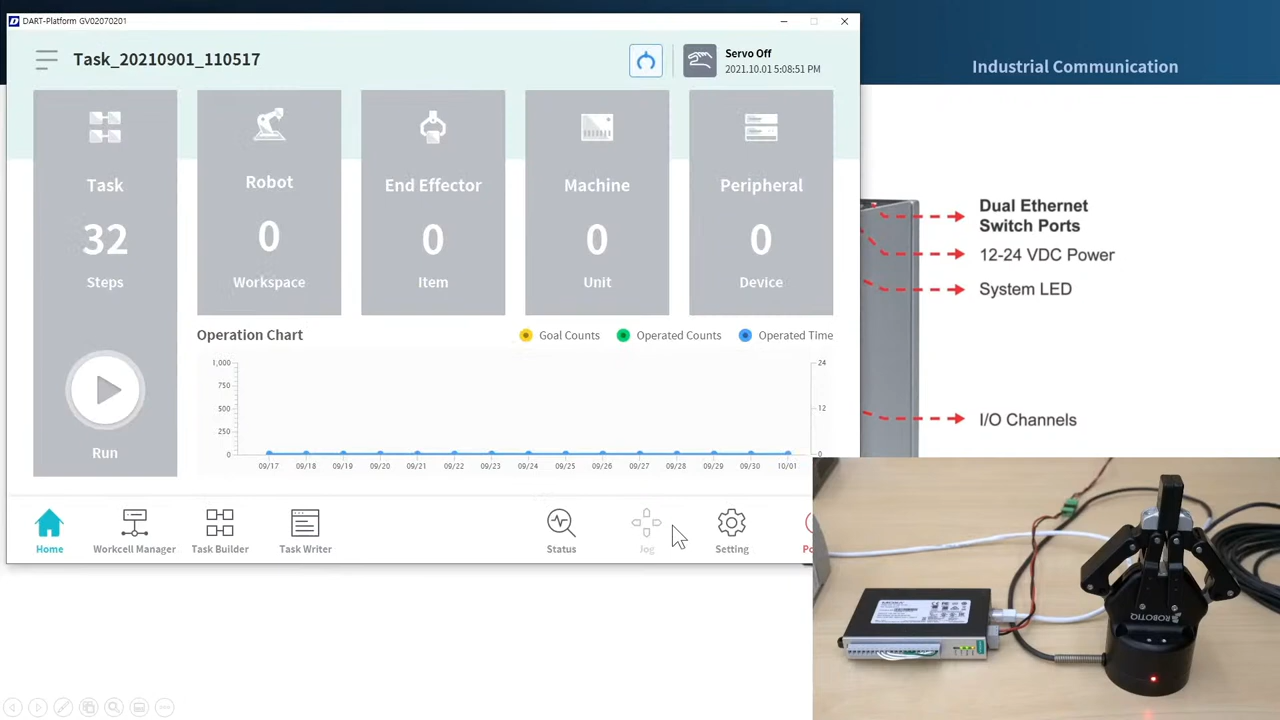 DART-Platform GV02070201
Task_20210901_110517
Servo Off
2021.10.01 5:08:51 PM
Industrial Communication
Task
32
Steps
Run
Robot
0
Workspace
End Effector
0
Item
Machine
0
Unit
Peripheral
0
Device
Operation Chart
Goal Counts
Operated Counts
Operated Time
1,000
750
500
250
0
24
12
0
09/17 09/18 09/19 09/20 09/21 09/22 09/23 09/24 09/25 09/26 09/27 09/28 09/29 09/30 10/01
Home
Workcell Manager
Task Builder
Task Writer
Status
Jog
Setting
Po
Dual Ethernet
Switch Ports
12-24 VDC Power
System LED
I/O Channels
ROBOTIQ